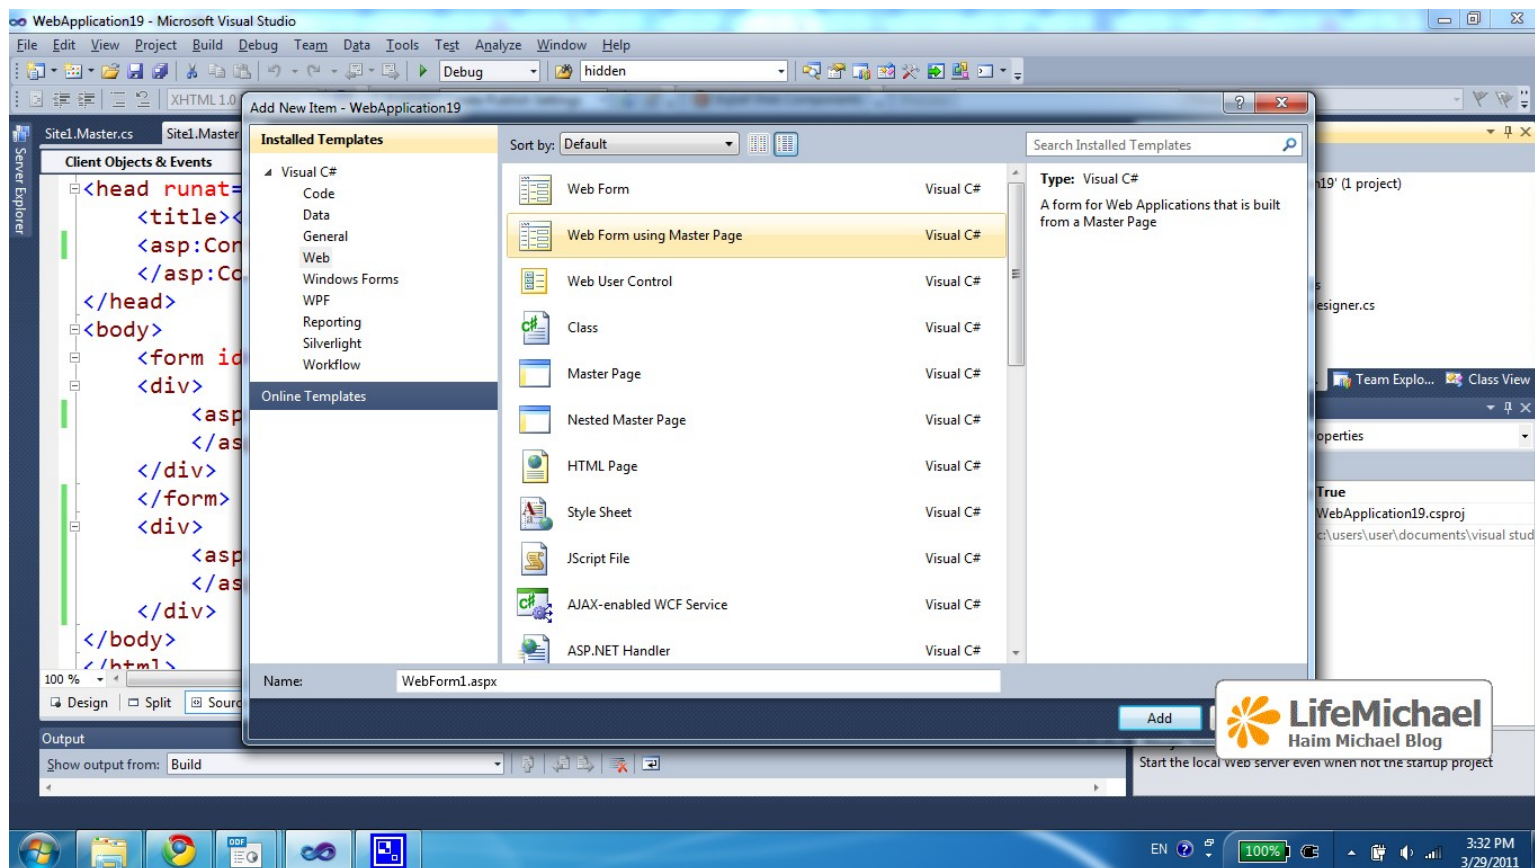 WebApplication19 - Microsoft Visual Studio
File Edit View Project Build Debug Team Data Tools Test Analyze Window Help
Debug hidden
XHTML 1.0
Add New Item - WebApplication19
Server Explorer
Site1.Master.cs Site1.Master
Client Objects & Events
<head runat=
<title><
<asp:Con
</asp:Co
</head>
<body>
<form id
<div>
<asp
</as
</div>
</form>
<div>
<asp
</as
</div>
</body>
</html>
100 %
Design Split Sourc
Installed Templates
Visual C#
Code
Data
General
Web
Windows Forms
WPF
Reporting
Silverlight
Workflow
Online Templates
Sort by: Default
Web Form Visual C#
Web Form using Master Page Visual C#
Web User Control Visual C#
Class Visual C#
Master Page Visual C#
Nested Master Page Visual C#
HTML Page Visual C#
Style Sheet Visual C#
JScript File Visual C#
AJAX-enabled WCF Service Visual C#
ASP.NET Handler Visual C#
Search Installed Templates
Type: Visual C#
A form for Web Applications that is built
from a Master Page
Name: WebForm1.aspx
Add
n19' (1 project)
s
esigner.cs
Team Explo... Class View
operties
True
WebApplication19.csproj
c:\users\user\documents\visual stud
LifeMichael
Haim Michael Blog
Start the local Web server even when not the startup project
Output
Show output from: Build
ODF
EN
100%
3:32 PM
3/29/2011